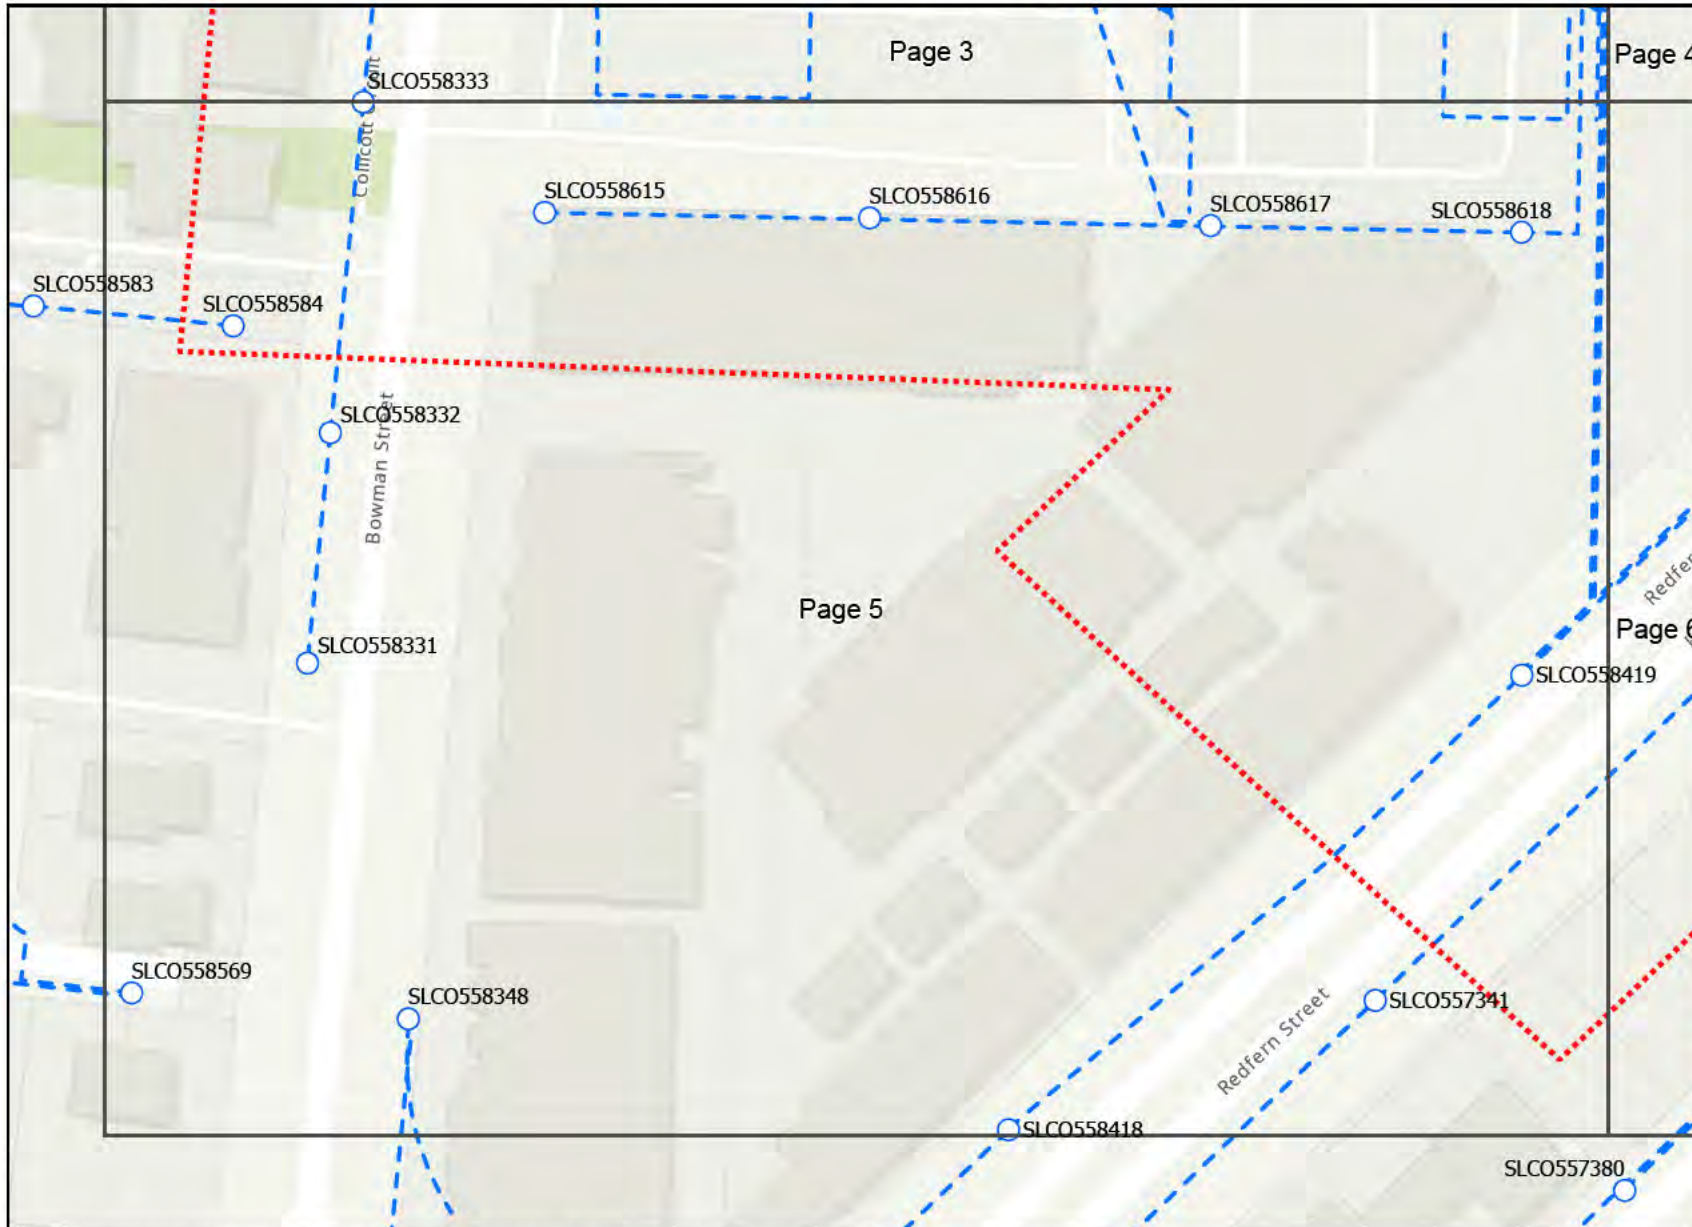 Page 3
Page 4
SLCO558333
Collcott
SLCO558615
SLCO558616
SLCO558617
SLCO558618
SLCO558583
SLCO558584
SLCO558332
Bowman Street
Redfern
Page 5
Page 6
SLCO558331
SLCO558419
SLCO558569
SLCO558348
SLCO557341
Redfern Street
SLCO558418
SLCO557380